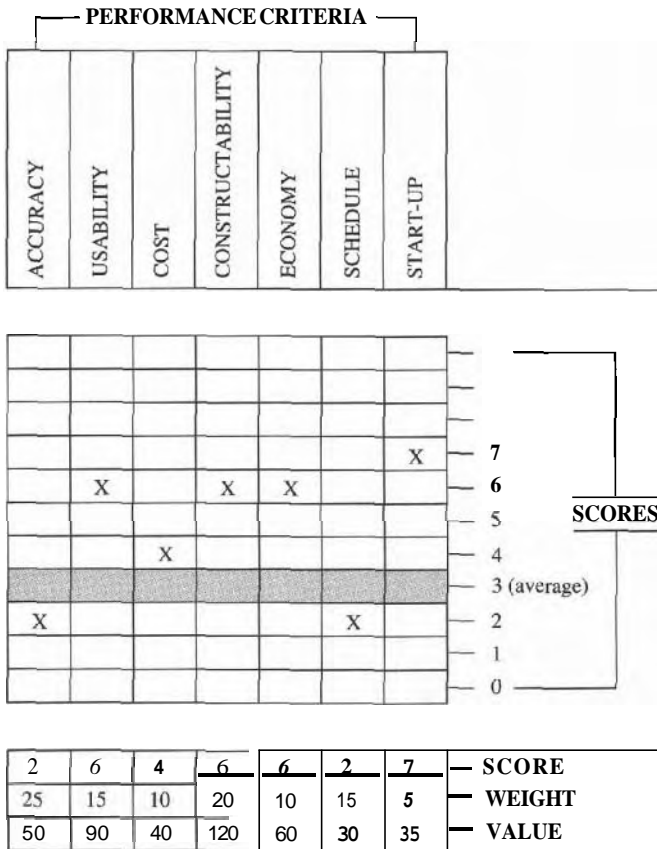 PERFORMANCE CRITERIA
ACCURACY
USABILITY
COST
CONSTRUCTABILITY
ECONOMY
SCHEDULE
START-UP
X 7
X X X 6
5
SCORES
X 4
3 (average)
X X 2
1
0
2 6 4 6 6 2 7 SCORE
25 15 10 20 10 15 5 WEIGHT
50 90 40 120 60 30 35 VALUE